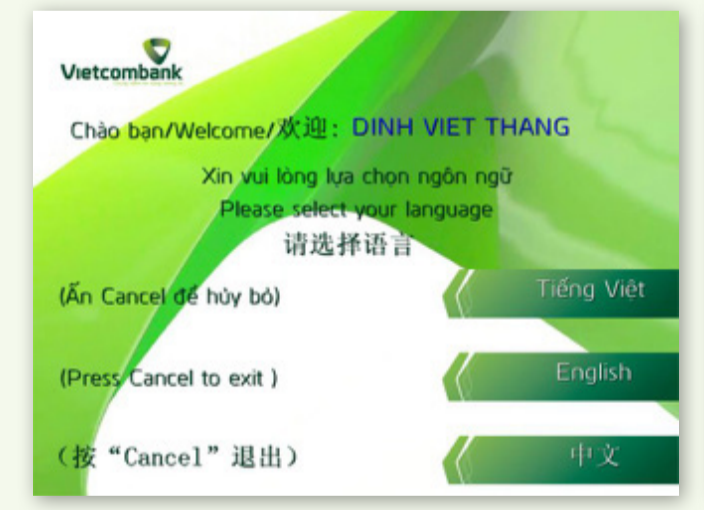 Vietcombank
Chào bạn/Welcome/欢迎: DINH VIET THANG
Xin vui lòng lựa chọn ngôn ngữ
Please select your language
请选择语言
(Ấn Cancel để hủy bỏ)
Tiếng Việt
(Press Cancel to exit )
English
(按 “Cancel” 退出)
中文